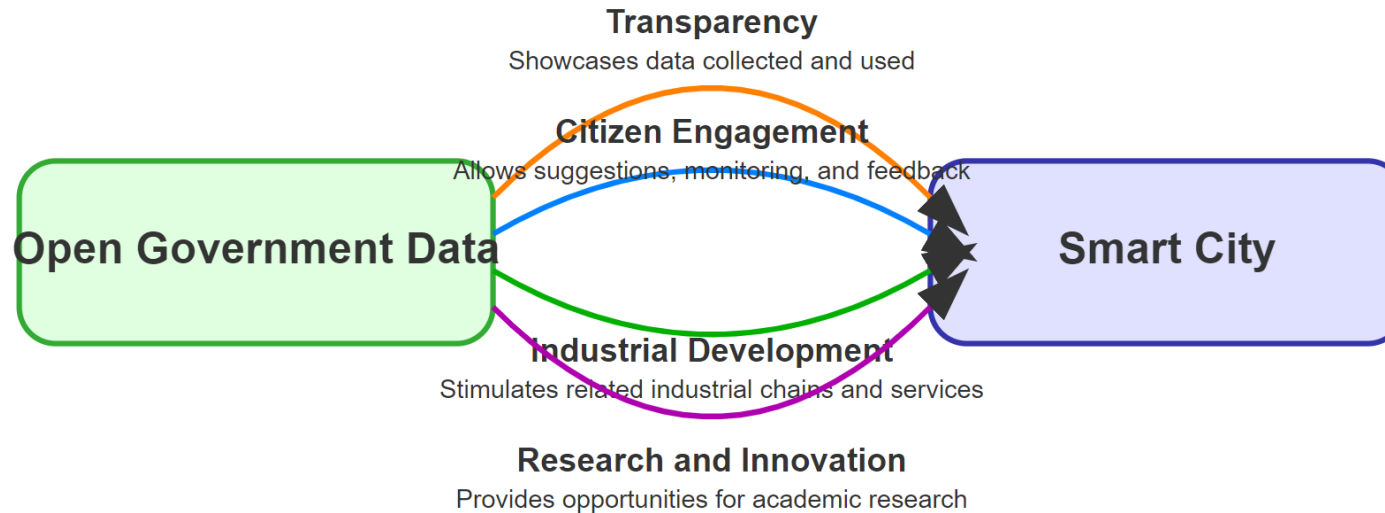 Transparency
Showcases data collected and used
Citizen Engagement
Allows suggestions, monitoring, and feedback
Open Government Data
Smart City
Industrial Development
Stimulates related industrial chains and services
Research and Innovation
Provides opportunities for academic research